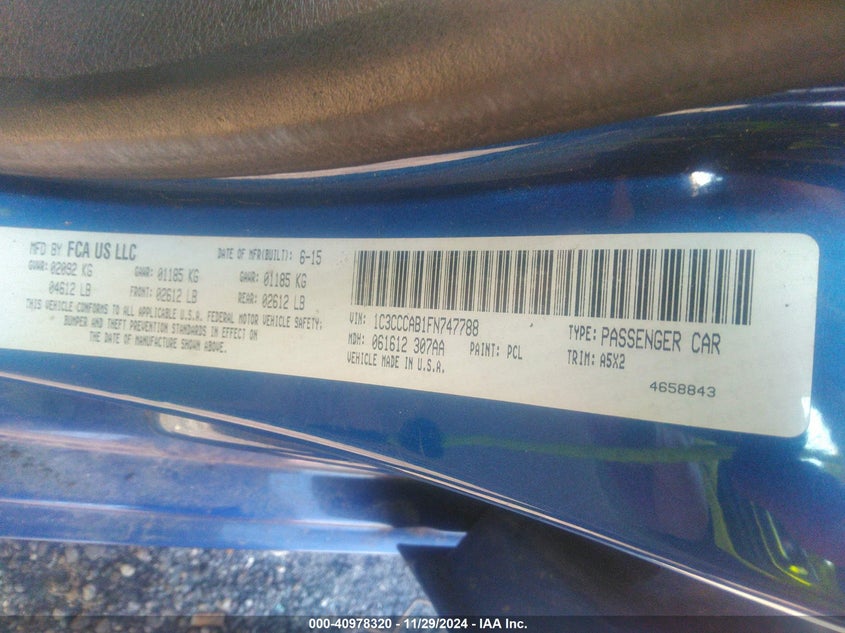 MFD BY FCA US LLC DATE OF MFR(BUILT): 6-15
GVWR: 02092 KG GAWR: 01185 KG GAWR: 01185 KG
04612 LB FRONT: 02612 LB REAR: 02612 LB
THIS VEHICLE CONFORMS TO ALL APPLICABLE U.S.A. FEDERAL MOTOR VEHICLE SAFETY,
BUMPER AND THEFT PREVENTION STANDARDS IN EFFECT ON
THE DATE OF MANUFACTURE SHOWN ABOVE.
VIN: 1C3CCCAB1FN747788 TYPE: PASSENGER CAR
MDH: 061612 307AA PAINT: PCL TRIM: A5X2
VEHICLE MADE IN U.S.A.
4658843
000-40978320 - 11/29/2024 - IAA Inc.